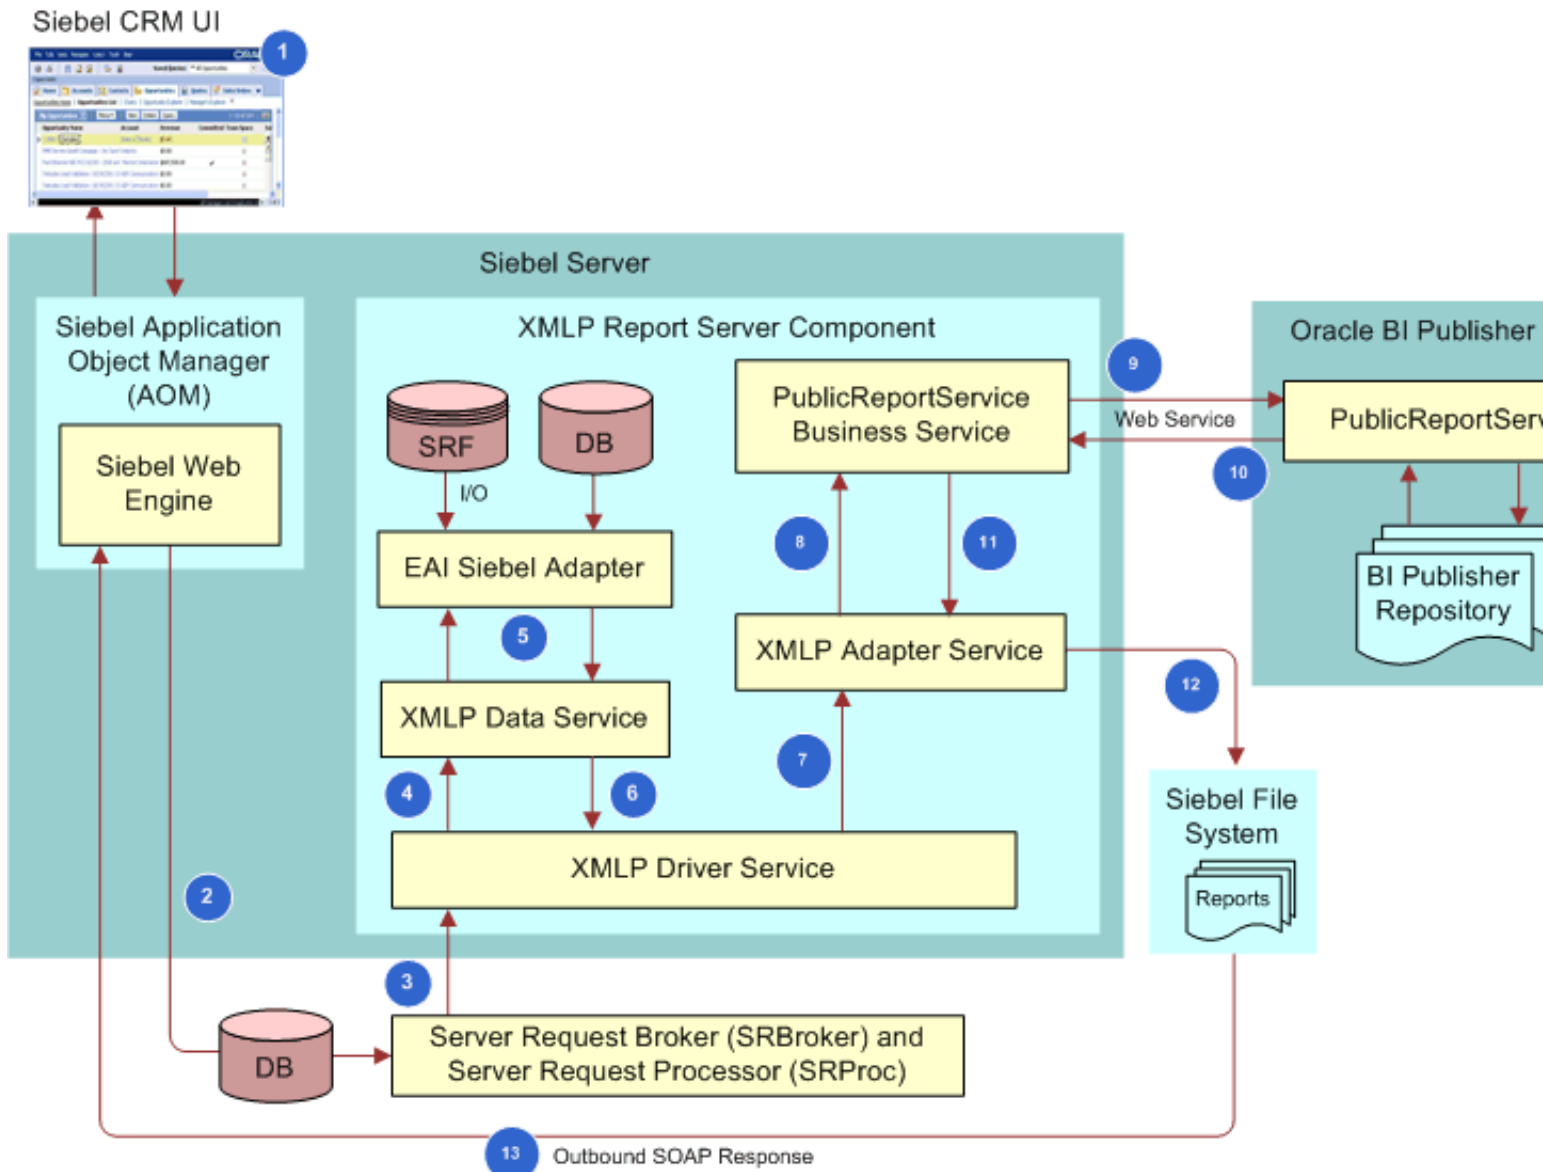 Siebel CRM UI
1
Siebel Server
Siebel Application
Object Manager
(AOM)
Siebel Web
Engine
XMLP Report Server Component
SRF
DB
I/O
EAI Siebel Adapter
5
XMLP Data Service
4
6
XMLP Driver Service
PublicReportService
Business Service
8
11
XMLP Adapter Service
7
9
Web Service
10
Oracle BI Publisher
PublicReportServ
BI Publisher
Repository
12
Siebel File
System
Reports
2
3
DB
Server Request Broker (SRBroker) and
Server Request Processor (SRProc)
13
Outbound SOAP Response